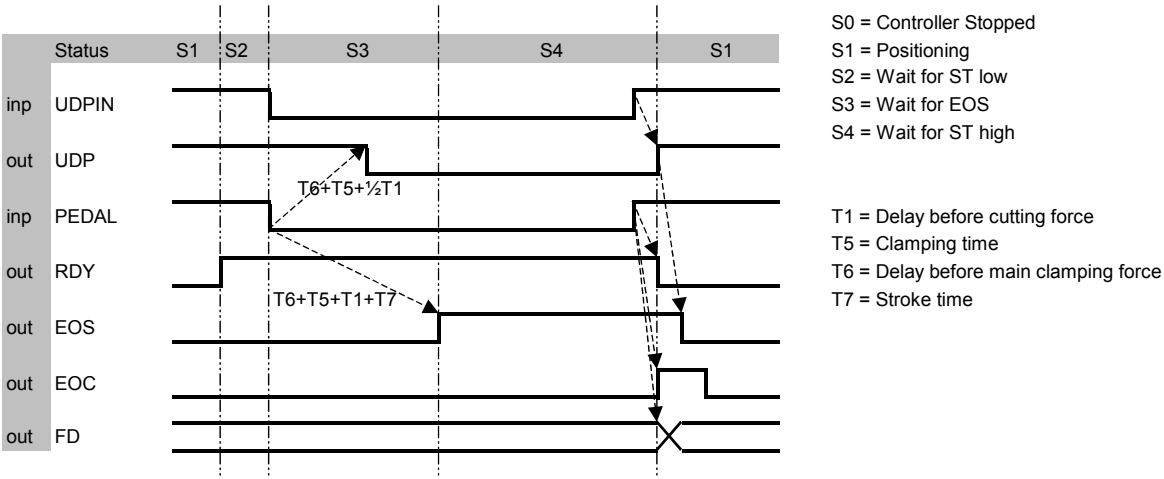 Status S1 S2 S3 S4 S1
inp UDPIN
out UDP
T6+T5+½T1
inp PEDAL
out RDY
T6+T5+T1+T7
out EOS
out EOC
out FD
S0 = Controller Stopped
S1 = Positioning
S2 = Wait for ST low
S3 = Wait for EOS
S4 = Wait for ST high
T1 = Delay before cutting force
T5 = Clamping time
T6 = Delay before main clamping force
T7 = Stroke time